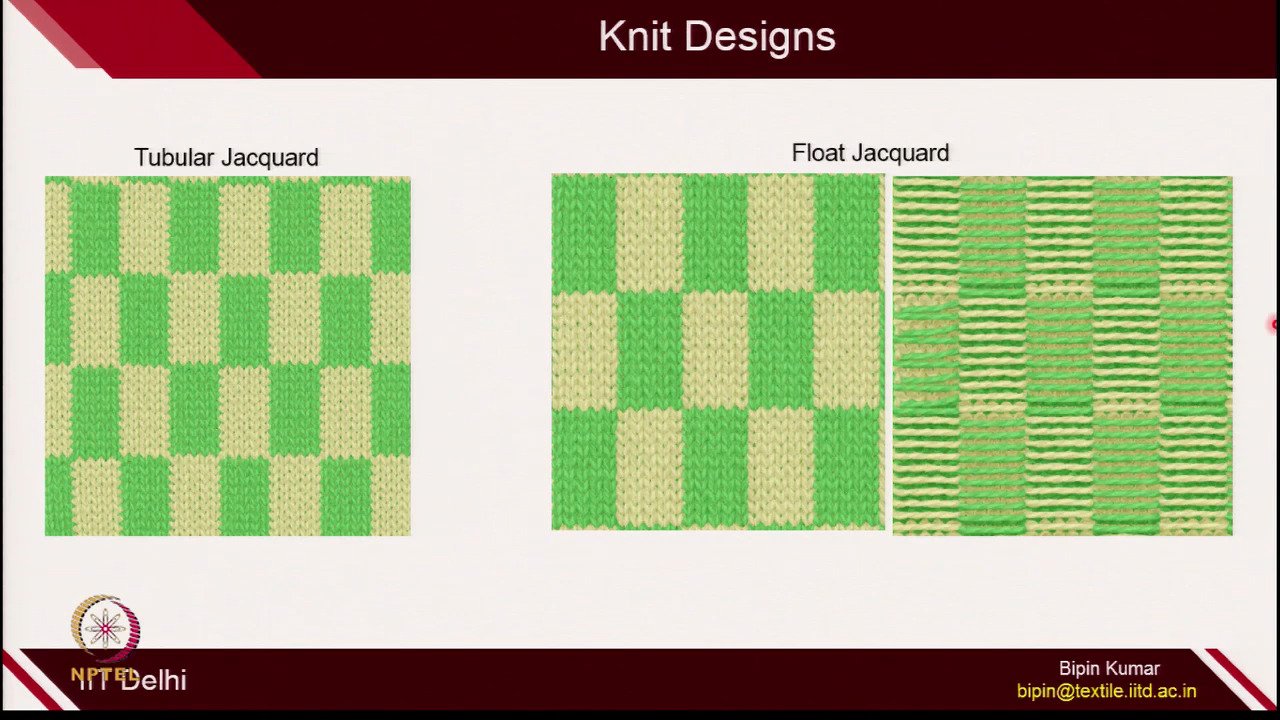 Knit Designs
Tubular Jacquard
Float Jacquard
NPTEL
IIT Delhi
Bipin Kumar
bipin@textile.iitd.ac.in